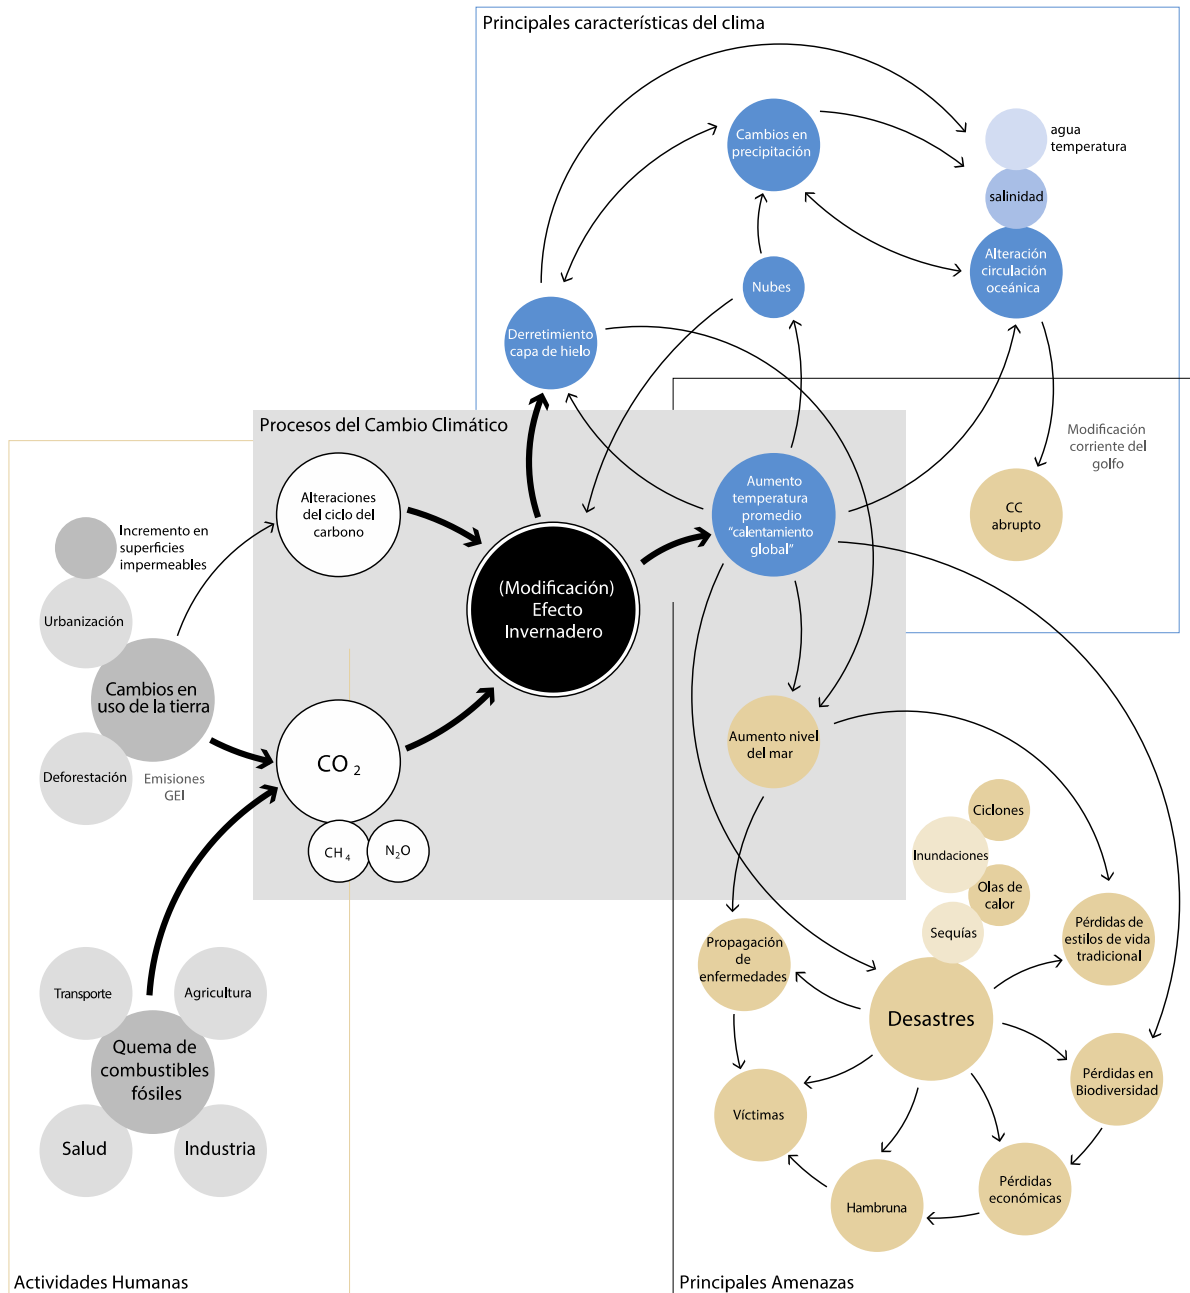 Principales características del clima
Cambios en
precipitación
agua
temperatura
salinidad
Alteración
circulación
oceánica
Nubes
Derretimiento
capa de hielo
Procesos del Cambio Climático
Alteraciones
del ciclo del
carbono
Aumento
temperatura
promedio
"calentamiento
global"
Modificación
corriente del
golfo
CC
abrupto
Incremento en
superficies
impermeables
Urbanización
Cambios en
uso de la tierra
Deforestación
Emisiones
GEI
(Modificación)
Efecto
Invernadero
CO 2
CH 4
N2O
Aumento nivel
del mar
Ciclones
Inundaciones
Olas de
calor
Sequías
Pérdidas de
estilos de vida
tradicional
Propagación
de
enfermedades
Desastres
Transporte
Agricultura
Quema de
combustibles
fósiles
Salud
Industria
Pérdidas en
Biodiversidad
Víctimas
Pérdidas
económicas
Hambruna
Actividades Humanas
Principales Amenazas